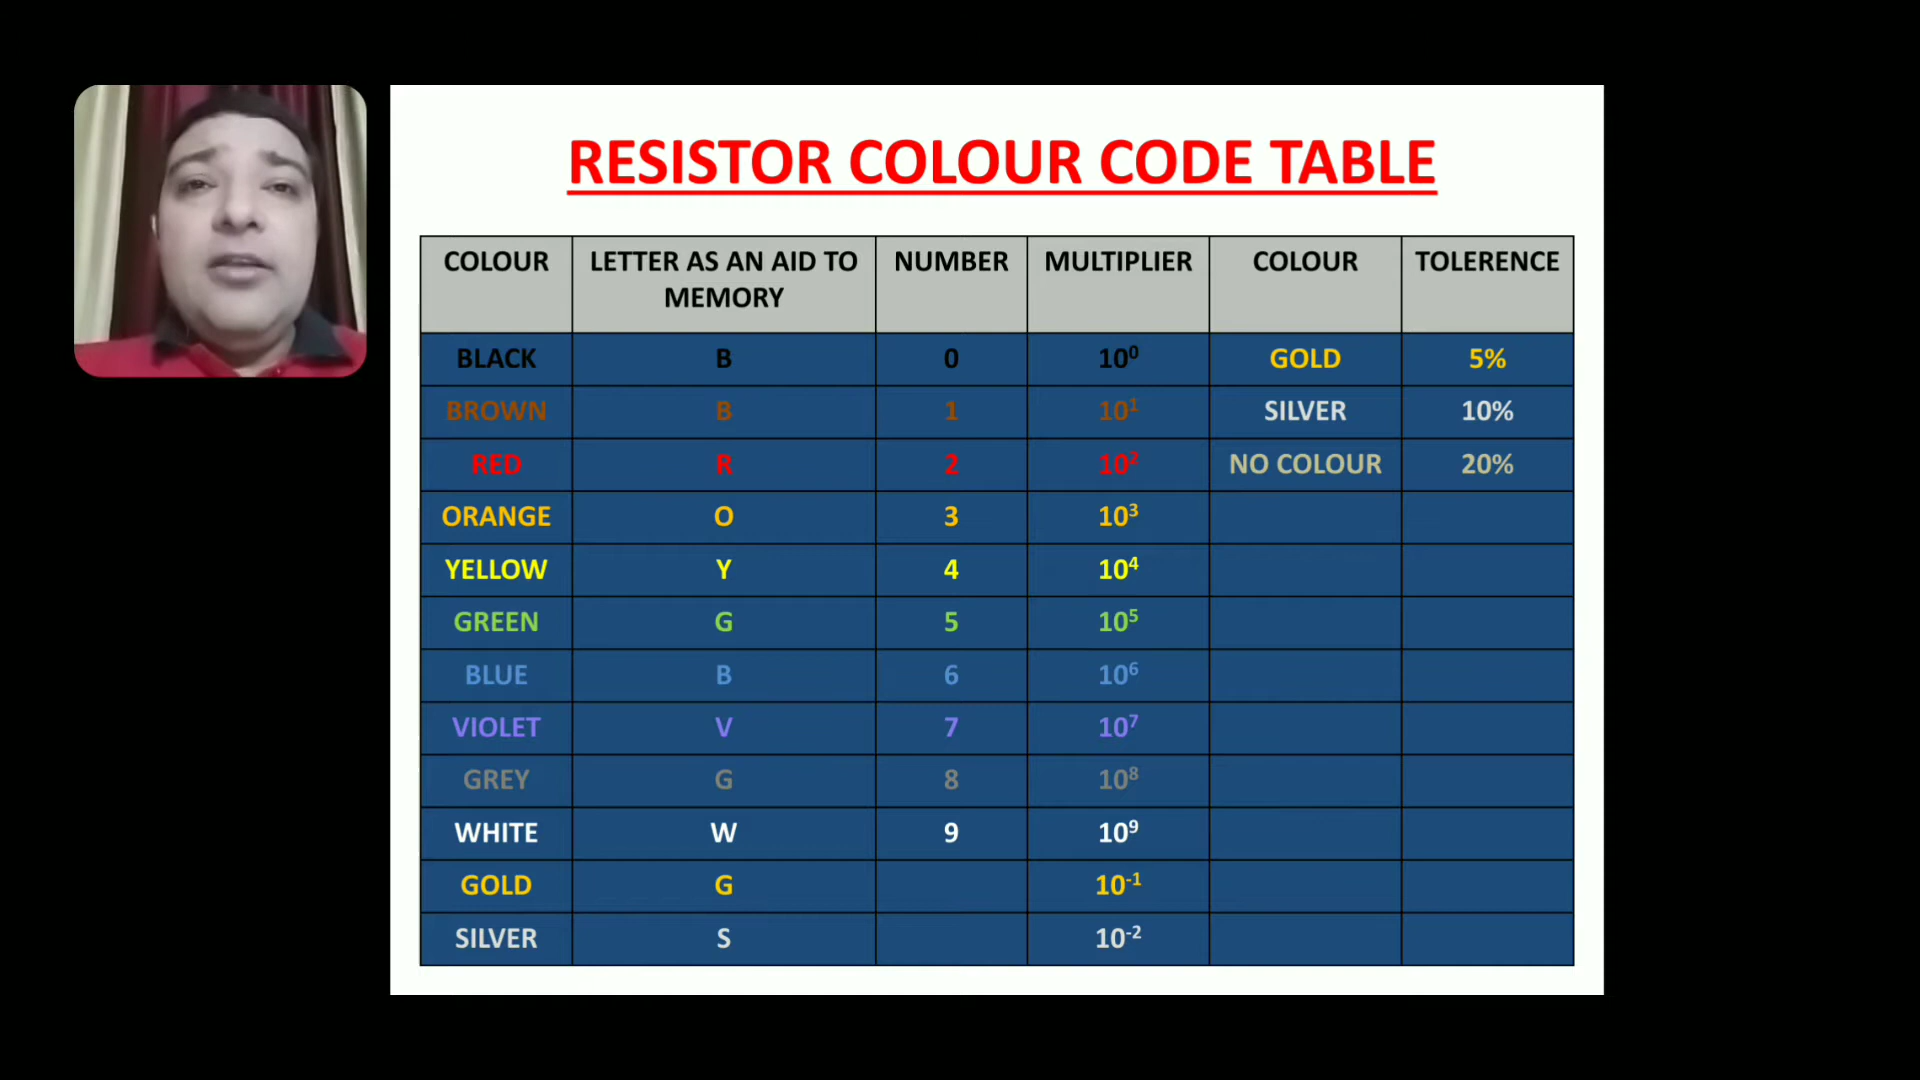 RESISTOR COLOUR CODE TABLE
COLOUR LETTER AS AN AID TO MEMORY NUMBER MULTIPLIER COLOUR TOLERENCE
BLACK B 0 10⁰ GOLD 5%
BROWN B 1 10¹ SILVER 10%
RED R 2 10² NO COLOUR 20%
ORANGE O 3 10³
YELLOW Y 4 10⁴
GREEN G 5 10⁵
BLUE B 6 10⁶
VIOLET V 7 10⁷
GREY G 8 10⁸
WHITE W 9 10⁹
GOLD G 10⁻¹
SILVER S 10⁻²